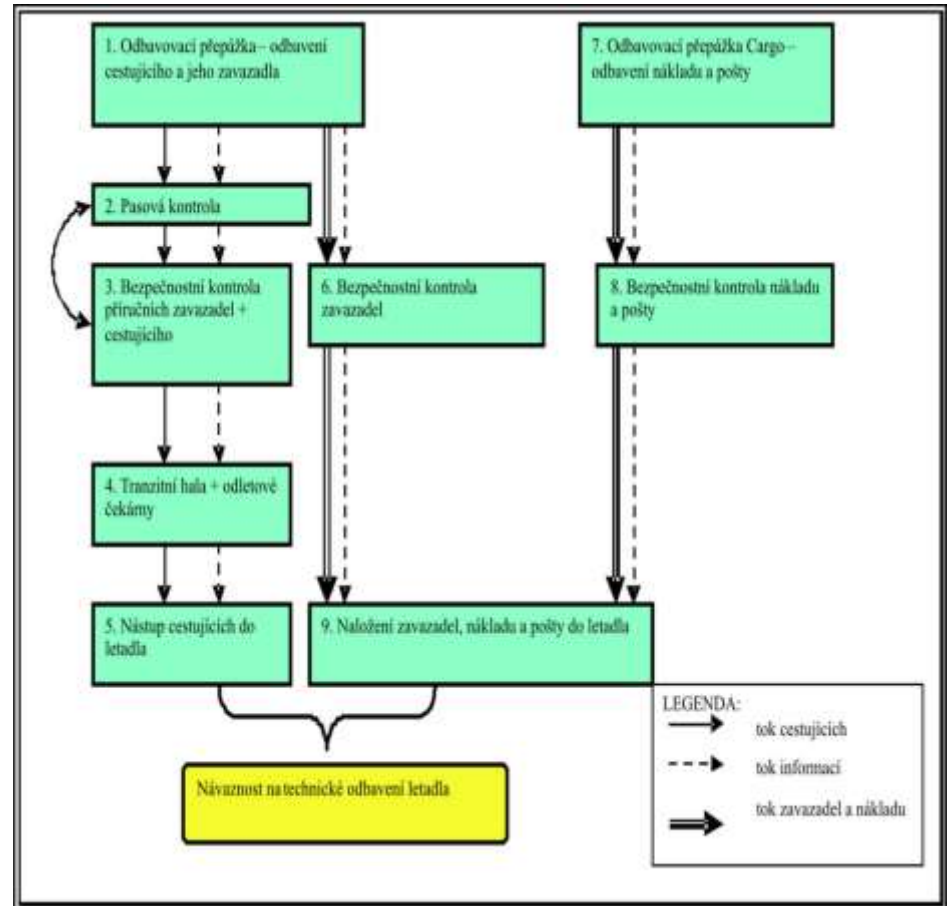 1. Odbavovací přepážka – odbavení
cestujícího a jeho zavazadla
7. Odbavovací přepážka Cargo –
odbavení nákladu a pošty
2. Pasová kontrola
3. Bezpečnostní kontrola
příručních zavazadel +
cestujícího
6. Bezpečnostní kontrola
zavazadel
8. Bezpečnostní kontrola nákladu
a pošty
4. Tranzitní hala + odletové
čekárny
5. Nástup cestujících do
letadla
9. Naložení zavazadel, nákladu a pošty do letadla
Návaznost na technické odbavení letadla
LEGENDA:
tok cestujících
tok informací
tok zavazadel a nákladu